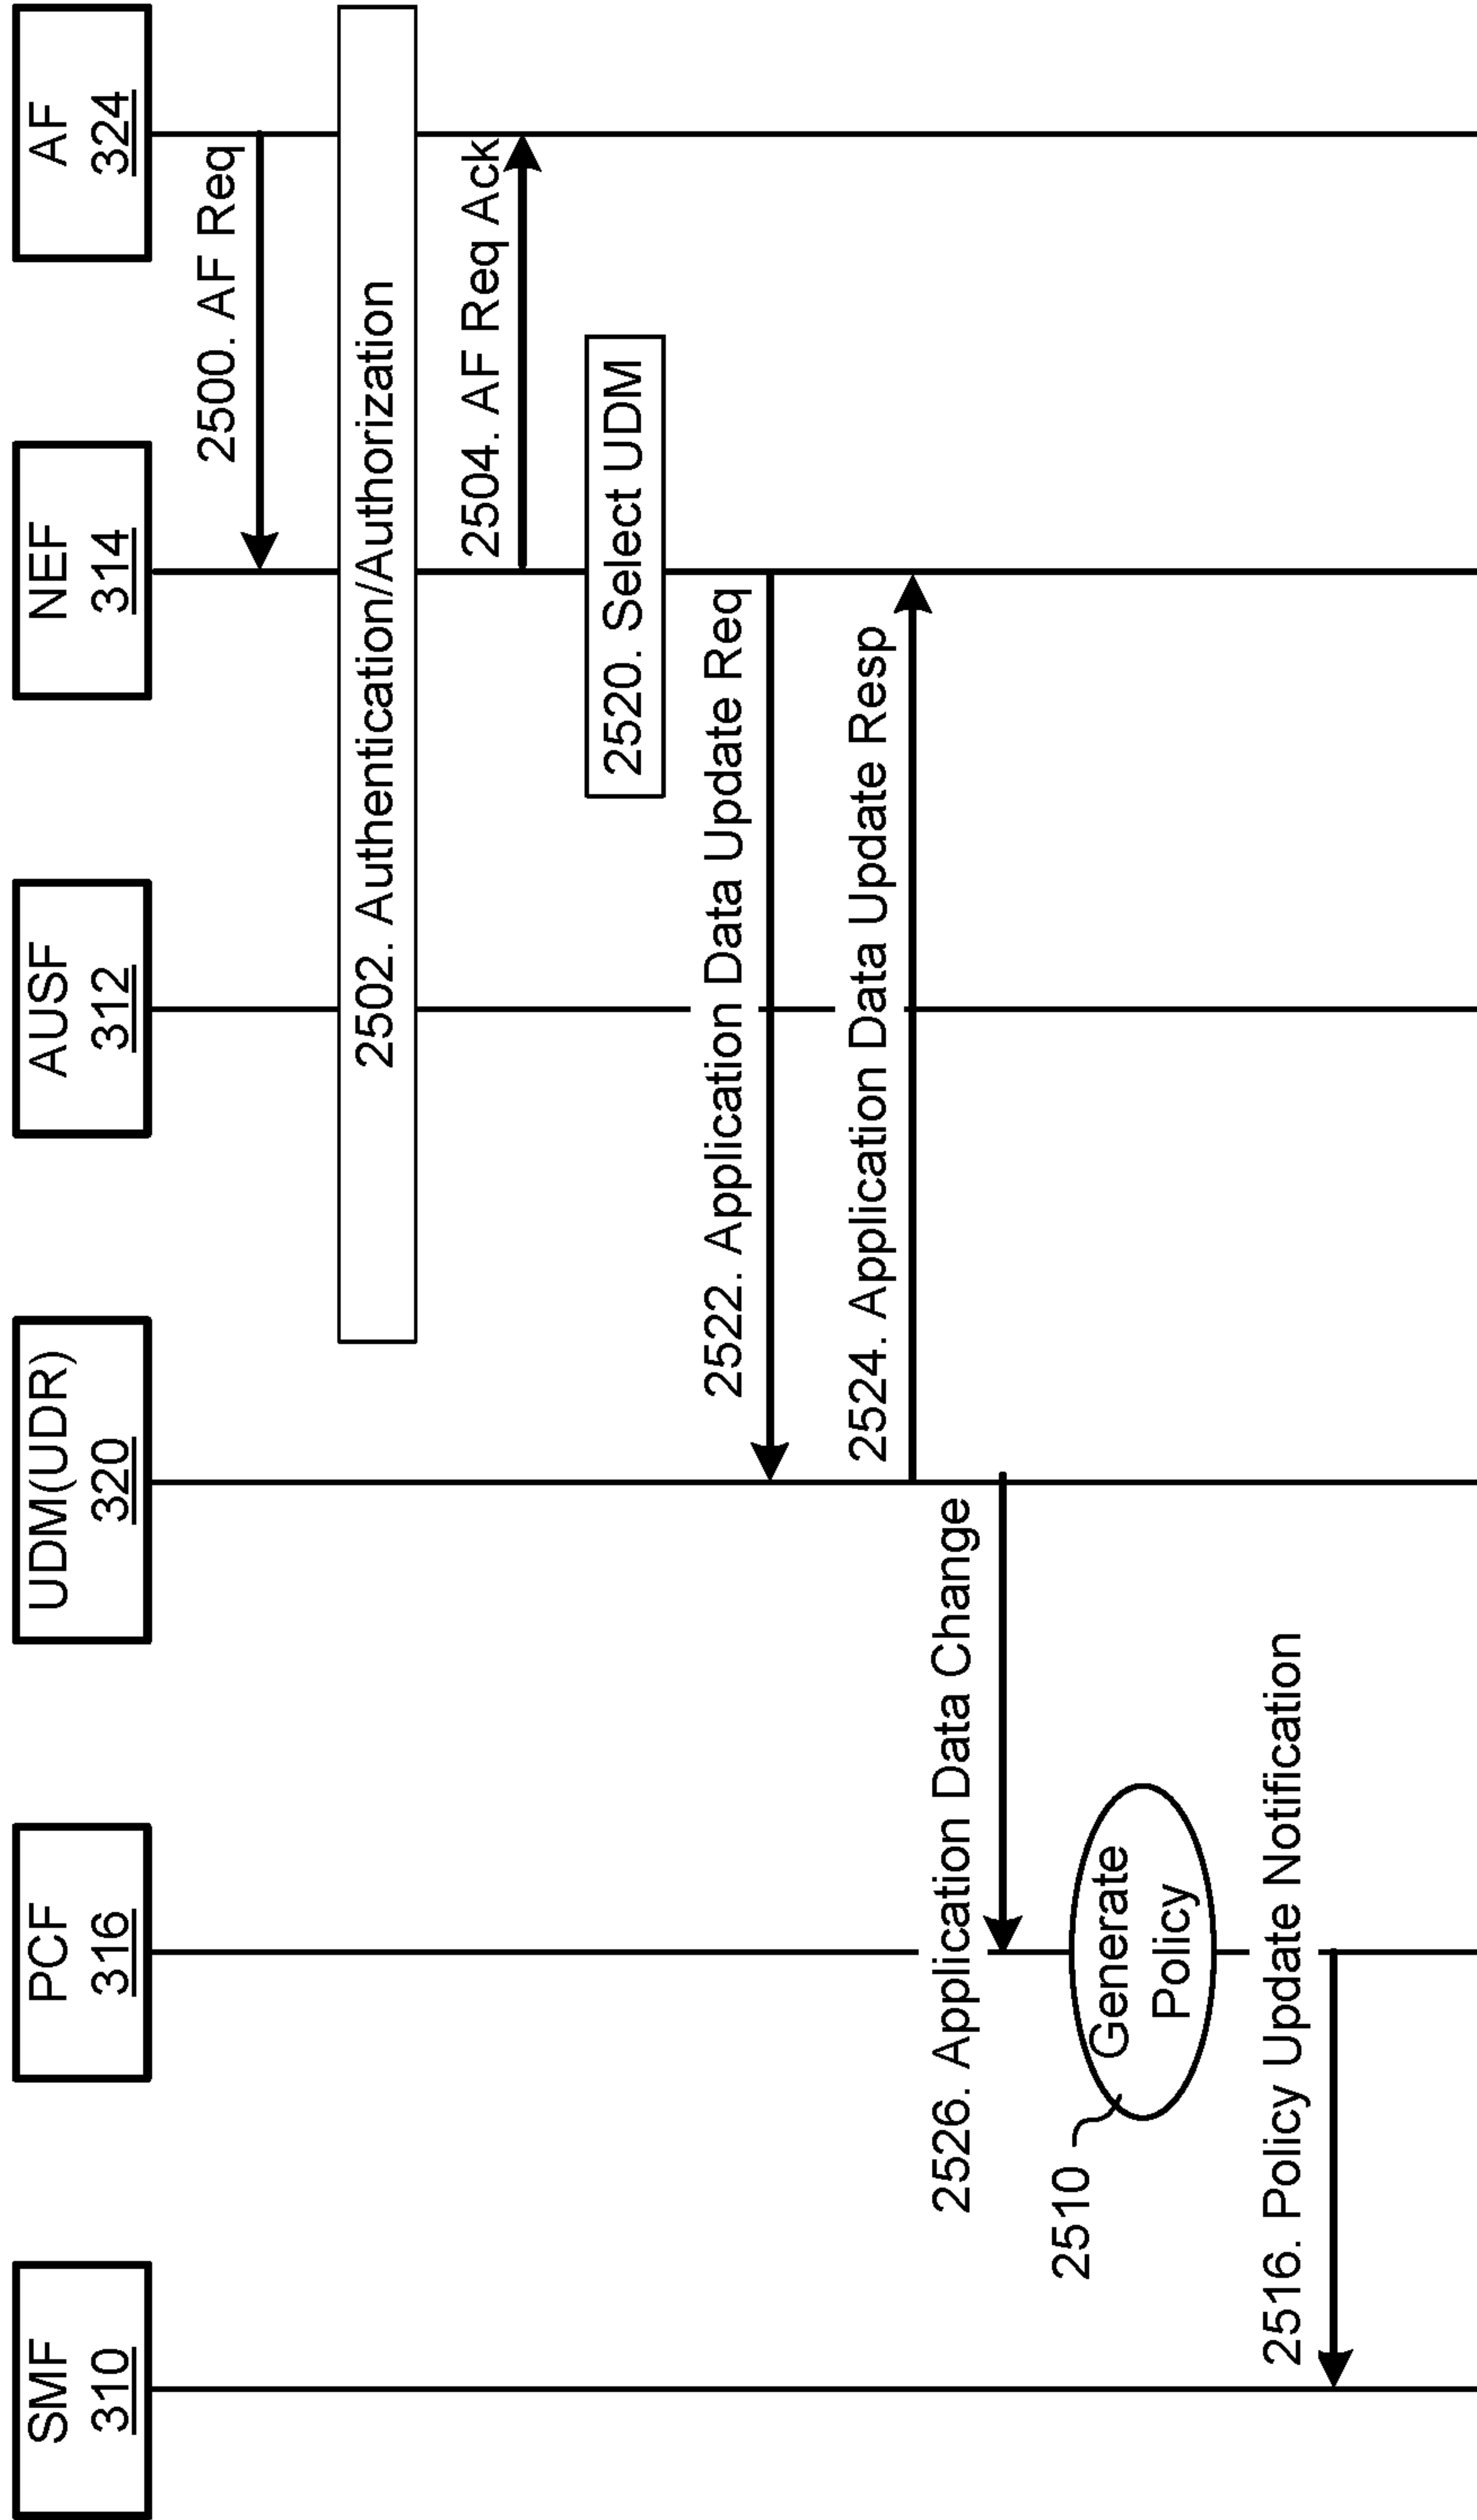 SMF
310
PCF
316
UDM(UDR)
320
AUSF
312
NEF
314
AF
324
2500. AF Req
2502. Authentication/Authorization
2504. AF Req Ack
2520. Select UDM
2522. Application Data Update Req
2524. Application Data Update Resp
2526. Application Data Change
2510
Generate
Policy
2516. Policy Update Notification